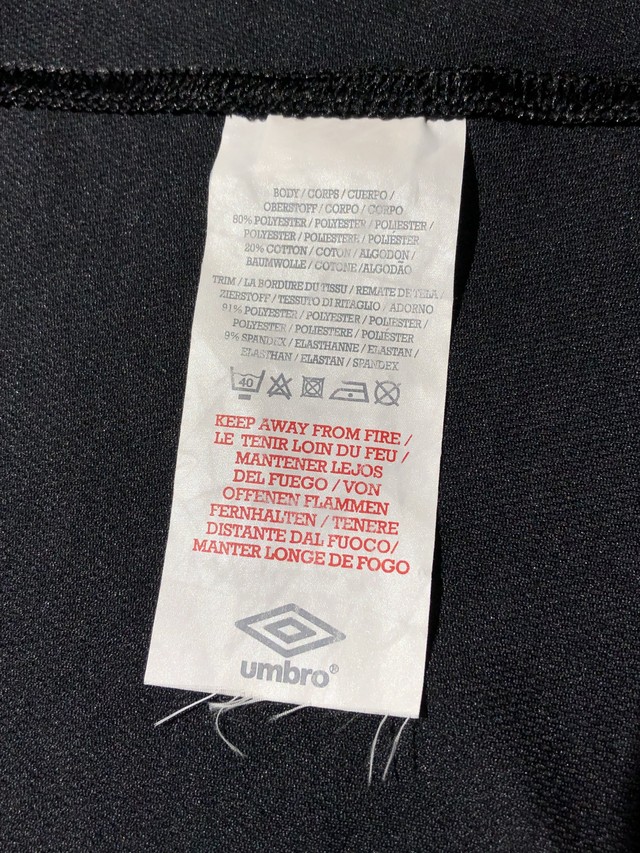 BODY / CORPS / CUERPO /
OBERSTOFF / CORPO / CORPO
80% POLYESTER / POLYESTER / POLIESTER /
POLYESTER / POLIESTERE / POLIÉSTER
20% COTTON / COTON / ALGODON /
BAUMWOLLE / COTONE /ALGODÃO
TRIM / LA BORDURE DU TISSU / REMATE DE TELA /
ZIERSTOFF / TESSUTO DI RITAGLIO / ADORNO
91% POLYESTER / POLYESTER / POLIESTER /
POLYESTER / POLIESTERE / POLIÉSTER
9% SPANDEX / ELASTHANNE / ELASTAN /
ELASTHAN / ELASTAN / SPANDEX
40
KEEP AWAY FROM FIRE /
LE TENIR LOIN DU FEU /
MANTENER LEJOS
DEL FUEGO / VON
OFFENEN FLAMMEN
FERNHALTEN / TENERE
DISTANTE DAL FUOCO/
MANTER LONGE DE FOGO
umbro®